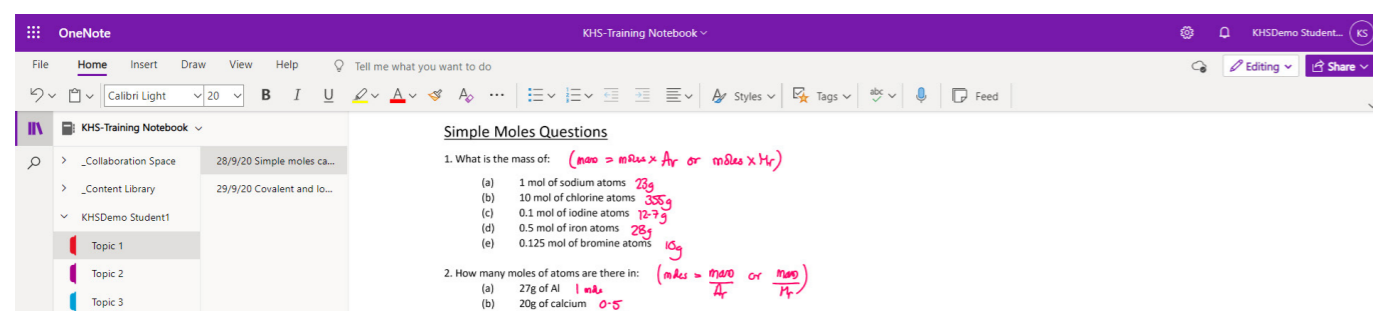 OneNote
KHS-Training Notebook
KHSDemo Student... KS
File Home Insert Draw View Help Tell me what you want to do Editing Share
Calibri Light 20 B I U A Styles Tags abc Feed
KHS-Training Notebook
_Collaboration Space
_Content Library
KHSDemo Student1
Topic 1
Topic 2
Topic 3
28/9/20 Simple moles ca...
29/9/20 Covalent and Io...
Simple Moles Questions
1. What is the mass of: (mass = moles x Ar or moles x Mr)
(a) 1 mol of sodium atoms 23g
(b) 10 mol of chlorine atoms 355g
(c) 0.1 mol of iodine atoms 12.7g
(d) 0.5 mol of iron atoms 28g
(e) 0.125 mol of bromine atoms 10g
2. How many moles of atoms are there in: (moles = mass/Ar or mass/Mr)
(a) 27g of Al 1 mole
(b) 20g of calcium 0.5